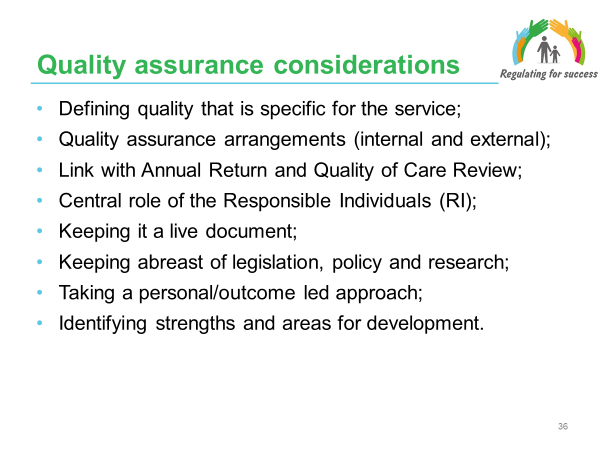 Quality assurance considerations
Regulating for success
• Defining quality that is specific for the service;
• Quality assurance arrangements (internal and external);
• Link with Annual Return and Quality of Care Review;
• Central role of the Responsible Individuals (RI);
• Keeping it a live document;
• Keeping abreast of legislation, policy and research;
• Taking a personal/outcome led approach;
• Identifying strengths and areas for development.
36